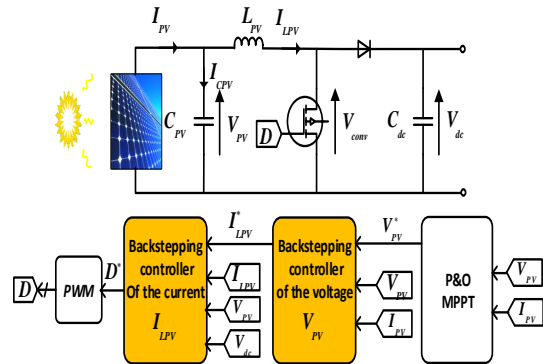 I_PV
L_PV
I_LPV
I_CPV
C_PV
V_PV
D
V_conv
C_dc
V_dc
D
PWM
D*
Backstepping
controller
Of the current
I_LPV
I*_LPV
I_LPV
V_PV
V_dc
Backstepping
controller
of the voltage
V_PV
V*_PV
V_PV
I_PV
P&O
MPPT
V_PV
I_PV